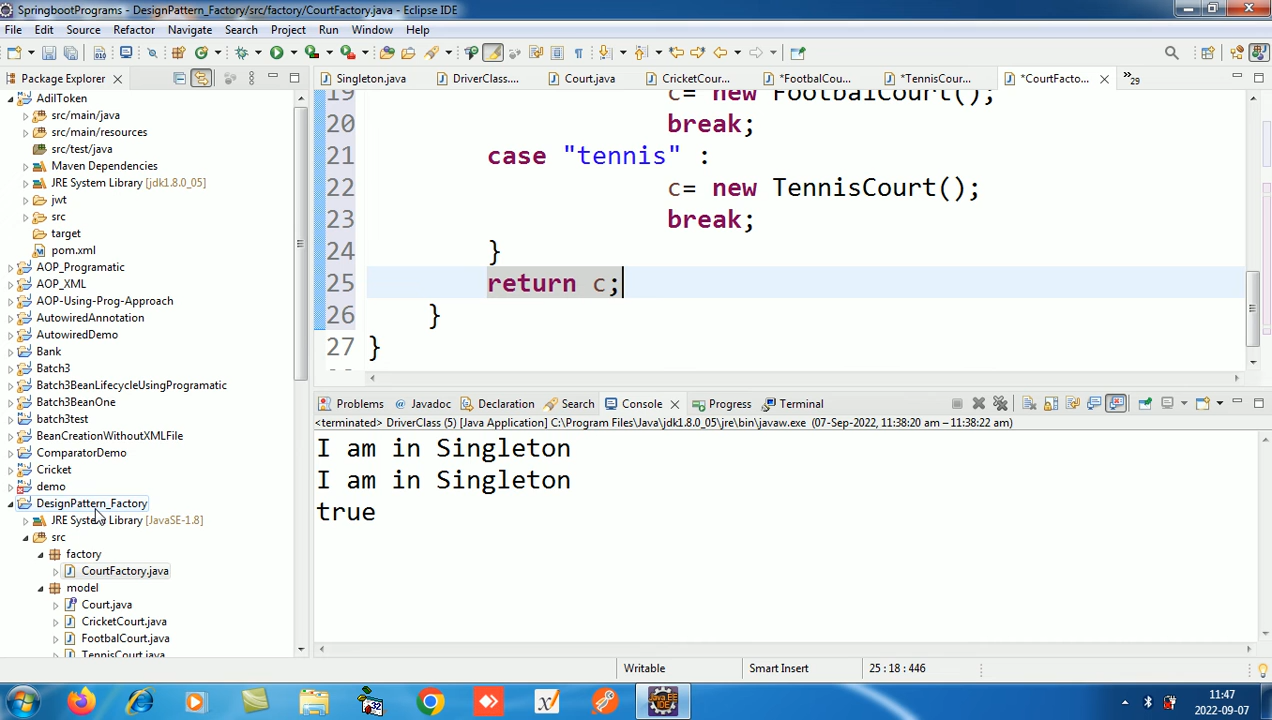 SpringbootPrograms - DesignPattern_Factory/src/factory/CourtFactory.java - Eclipse IDE
File Edit Source Refactor Navigate Search Project Run Window Help
Package Explorer
Singleton.java DriverClass.... Court.java CricketCour... *FootbalCou... *TennisCour... *CourtFacto... 29
AdilToken
src/main/java
src/main/resources
src/test/java
Maven Dependencies
JRE System Library [jdk1.8.0_05]
jwt
src
target
pom.xml
AOP_Programatic
AOP_XML
AOP-Using-Prog-Approach
AutowiredAnnotation
AutowiredDemo
Bank
Batch3
Batch3BeanLifecycleUsingProgramatic
Batch3BeanOne
batch3test
BeanCreationWithoutXMLFile
ComparatorDemo
Cricket
demo
DesignPattern_Factory
JRE System Library [JavaSE-1.8]
src
factory
CourtFactory.java
model
Court.java
CricketCourt.java
FootbalCourt.java
TennisCourt.java
19 c= new FootbalCourt();
20 break;
21 case "tennis" :
22 c= new TennisCourt();
23 break;
24 }
25 return c;
26 }
27 }
Problems Javadoc Declaration Search Console Progress Terminal
<terminated> DriverClass (5) [Java Application] C:\Program Files\Java\jdk1.8.0_05\jre\bin\javaw.exe (07-Sep-2022, 11:38:20 am – 11:38:22 am)
I am in Singleton
I am in Singleton
true
Writable Smart Insert 25 : 18 : 446
11:47
2022-09-07